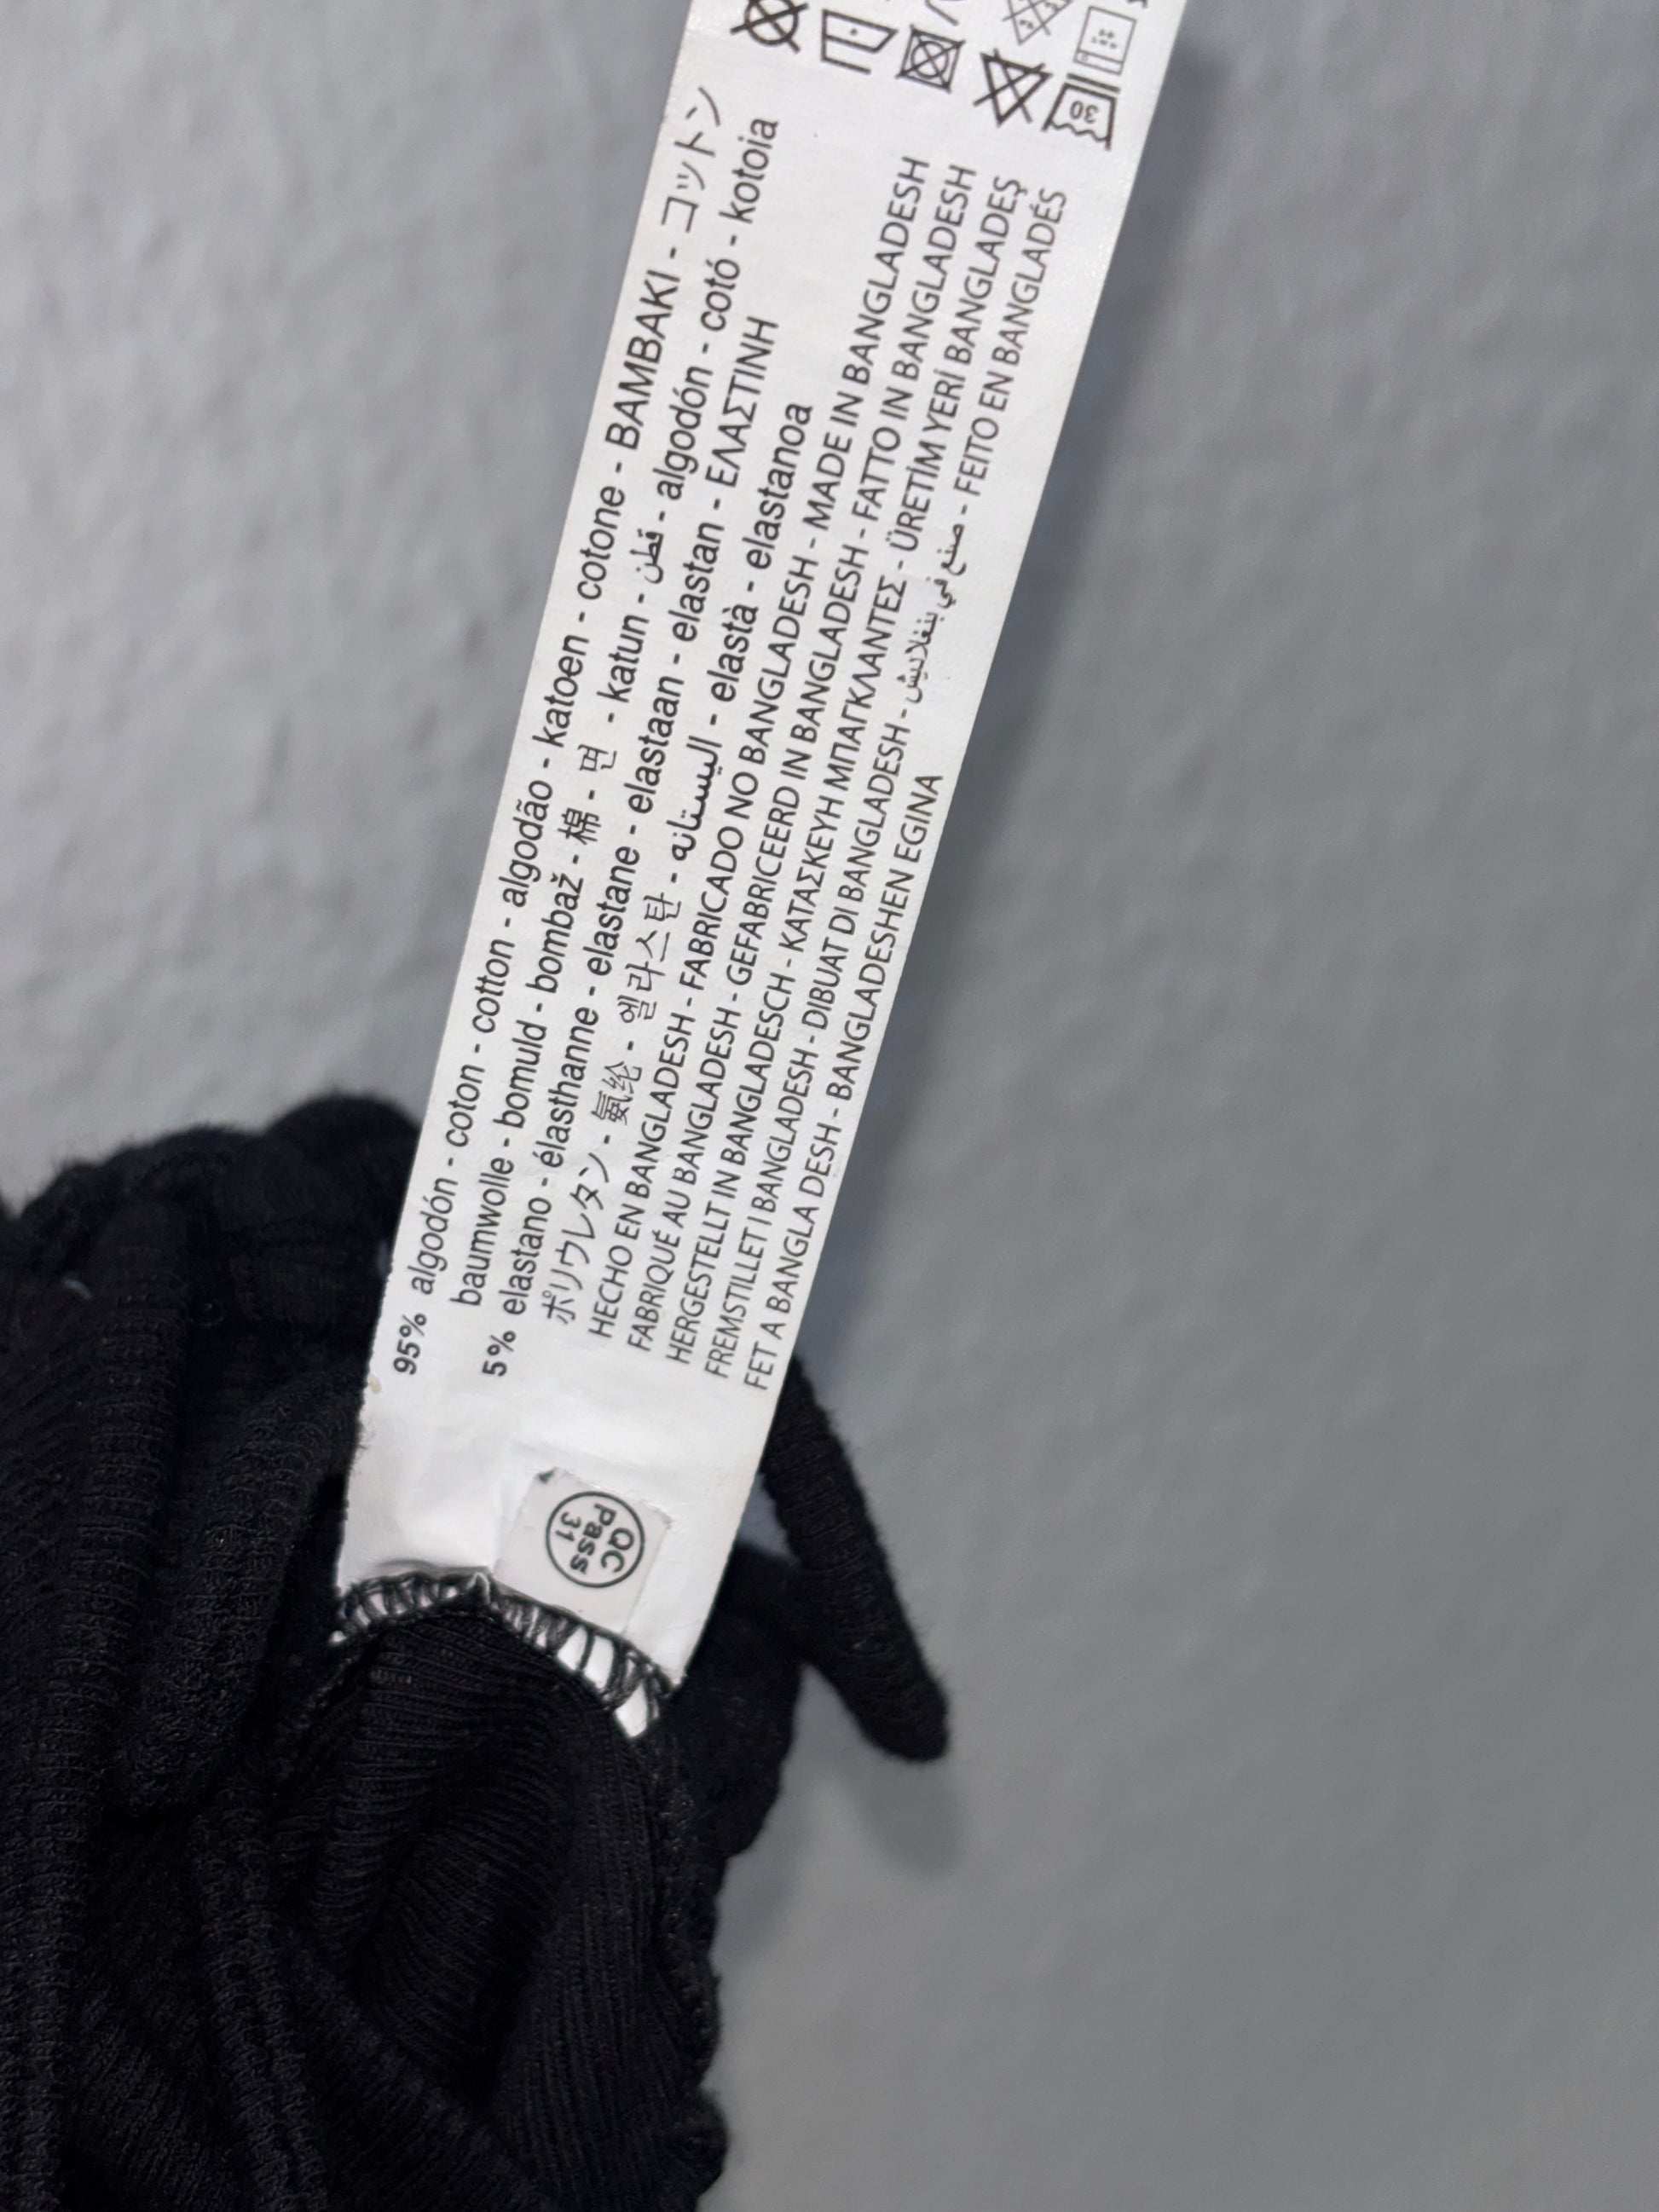 95% algodón - coton - cotton - algodão - katoen - cotone - BAMBAKI - コットン
baumwolle - bomuld - bombaž - 棉 - 면 - katun - قطن - algodón - cotó - kotoia
5% elastano - élasthanne - elastane - elastaan - elastan - ΕΛΑΣΤΙΝΗ
ポリウレタン - 氨纶 - 엘라스탄 - اليستانه - elastà - elastanoa
HECHO EN BANGLADESH - FABRICADO NO BANGLADESH - MADE IN BANGLADESH
FABRIQUÉ AU BANGLADESH - GEFABRICEERD IN BANGLADESH - FATTO IN BANGLADESH
HERGESTELLT IN BANGLADESCH - ΚΑΤΑΣΚΕΥΗ ΜΠΑΓΚΛΑΝΤΕΣ - ÜRETİM YERİ BANGLADEŞ
FREMSTILLET I BANGLADESH - DIBUAT DI BANGLADESH - صنع في بنغلاديش - FEITO EN BANGLADÉS
FET A BANGLA DESH - BANGLADESHEN EGINA
30
QC
Pass
31